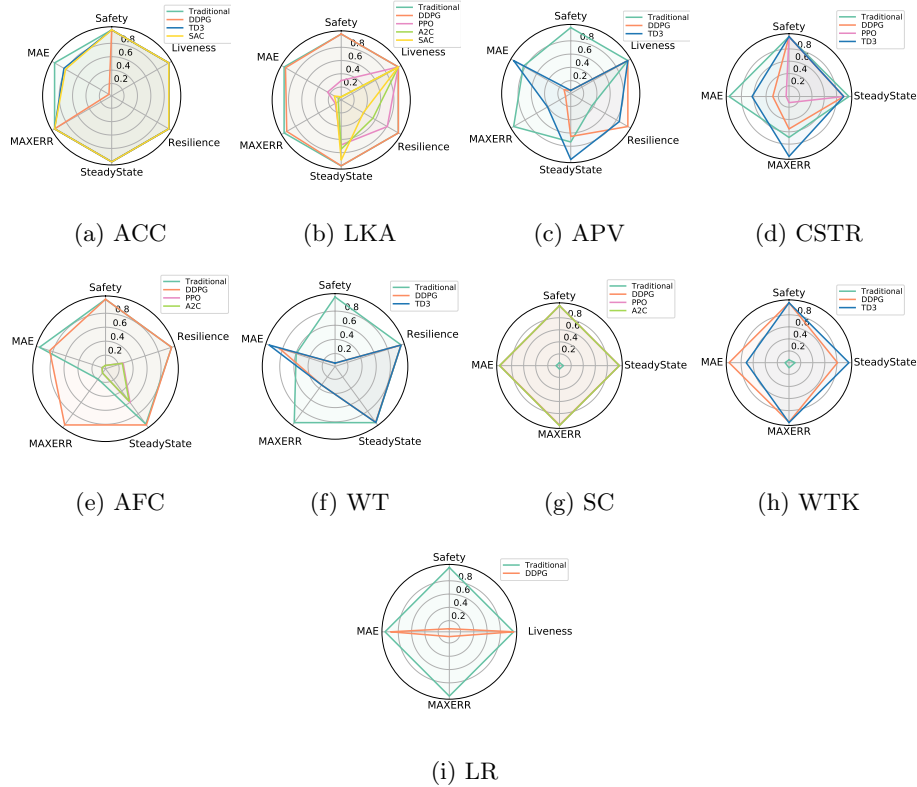 Safety
Liveness
Resilience
SteadyState
MAXERR
MAE
0.2
0.4
0.6
0.8
Traditional
DDPG
TD3
SAC
(a) ACC
Safety
Liveness
Resilience
SteadyState
MAXERR
MAE
0.2
0.4
0.6
0.8
Traditional
DDPG
PPO
A2C
SAC
(b) LKA
Safety
Liveness
Resilience
SteadyState
MAXERR
MAE
0.2
0.4
0.6
0.8
Traditional
DDPG
TD3
(c) APV
Safety
SteadyState
MAXERR
MAE
0.2
0.4
0.6
0.8
Traditional
DDPG
PPO
TD3
(d) CSTR
Safety
Resilience
SteadyState
MAXERR
MAE
0.2
0.4
0.6
0.8
Traditional
DDPG
PPO
A2C
(e) AFC
Safety
Resilience
SteadyState
MAXERR
MAE
0.2
0.4
0.6
0.8
Traditional
DDPG
TD3
(f) WT
Safety
SteadyState
MAXERR
MAE
0.2
0.4
0.6
0.8
Traditional
DDPG
PPO
A2C
(g) SC
Safety
SteadyState
MAXERR
MAE
0.2
0.4
0.6
0.8
Traditional
DDPG
TD3
(h) WTK
Safety
Liveness
MAXERR
MAE
0.2
0.4
0.6
0.8
Traditional
DDPG
(i) LR